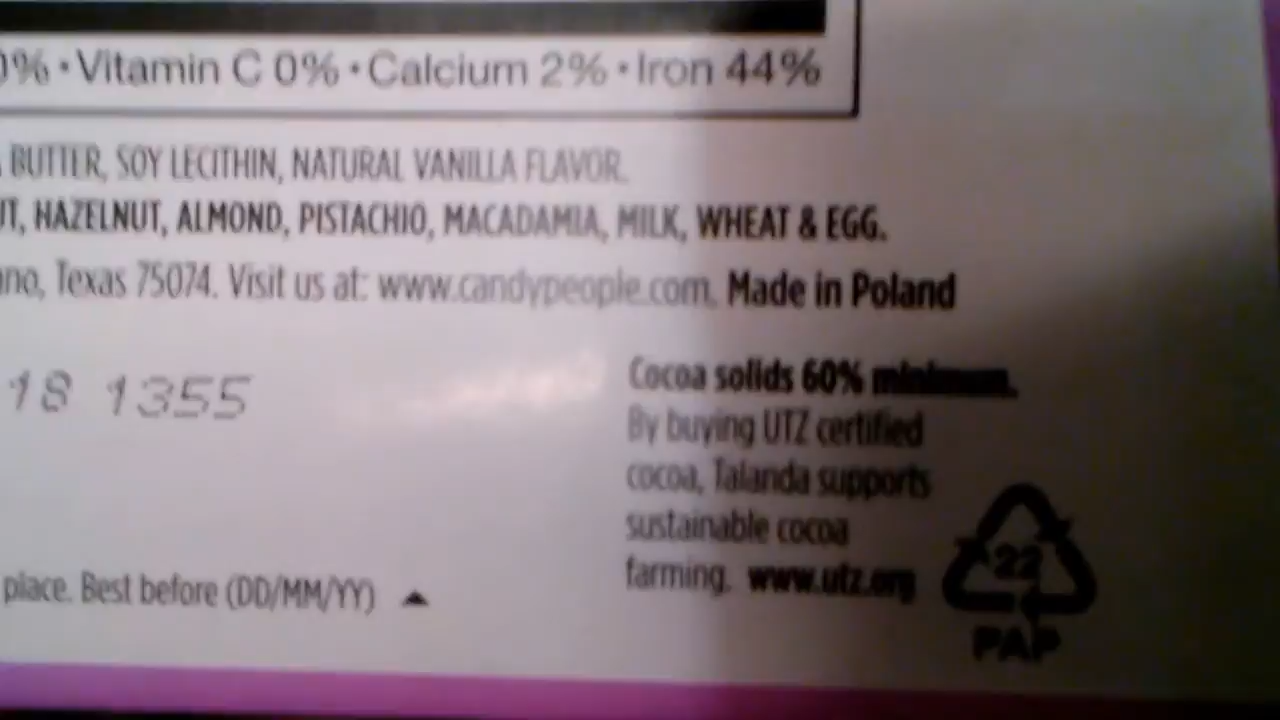 0% • Vitamin C 0% • Calcium 2% • Iron 44%
BUTTER, SOY LECITHIN, NATURAL VANILLA FLAVOR.
UT, HAZELNUT, ALMOND, PISTACHIO, MACADAMIA, MILK, WHEAT & EGG.
ano, Texas 75074. Visit us at: www.candypeople.com. Made in Poland
18 1355
Cocoa solids 60% minimum.
By buying UTZ certified
cocoa, Talanda supports
sustainable cocoa
farming. www.utz.org
place. Best before (DD/MM/YY) ▲
22
PAP